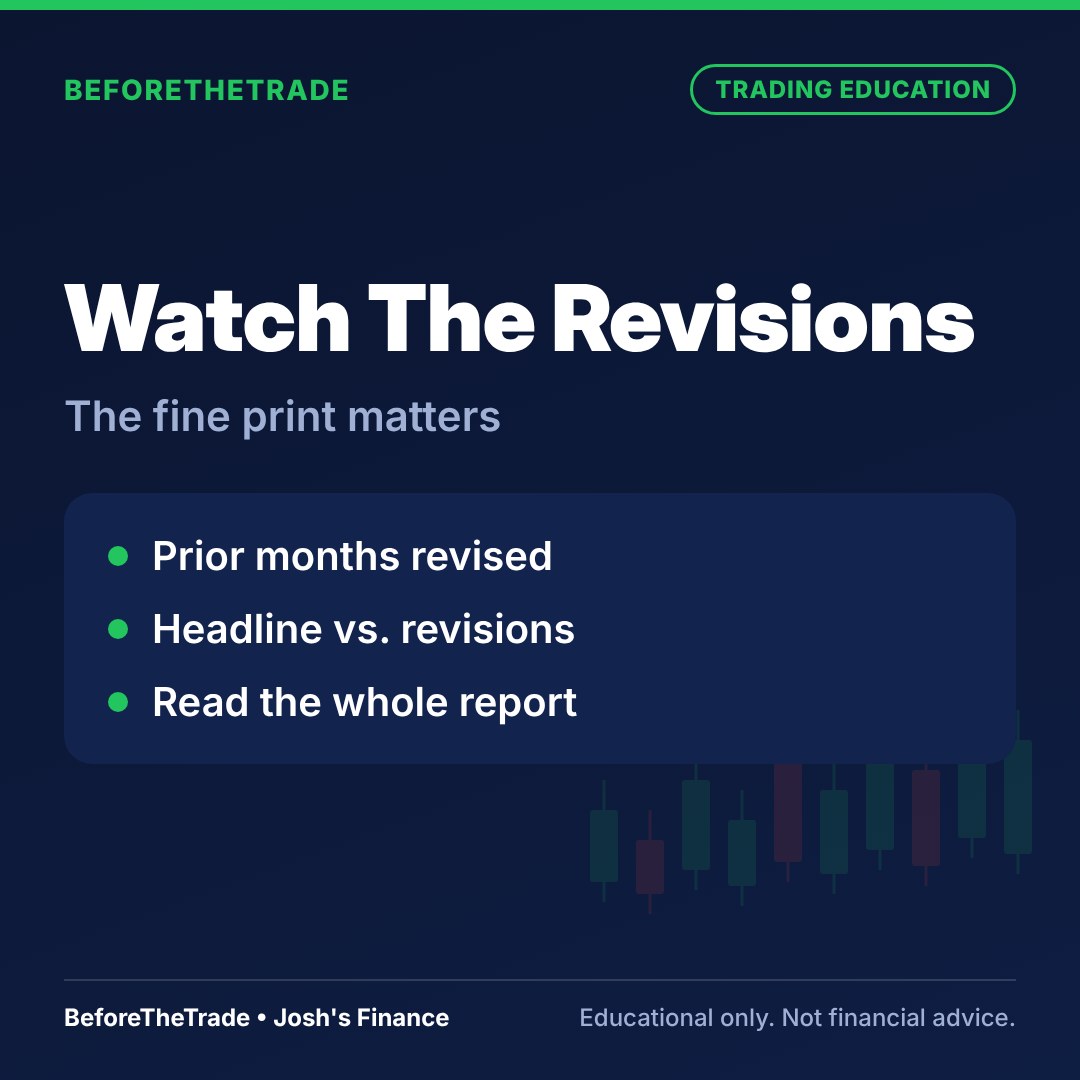 BEFORETHETRADE
TRADING EDUCATION
Watch The Revisions
The fine print matters
Prior months revised
Headline vs. revisions
Read the whole report
BeforeTheTrade • Josh's Finance
Educational only. Not financial advice.